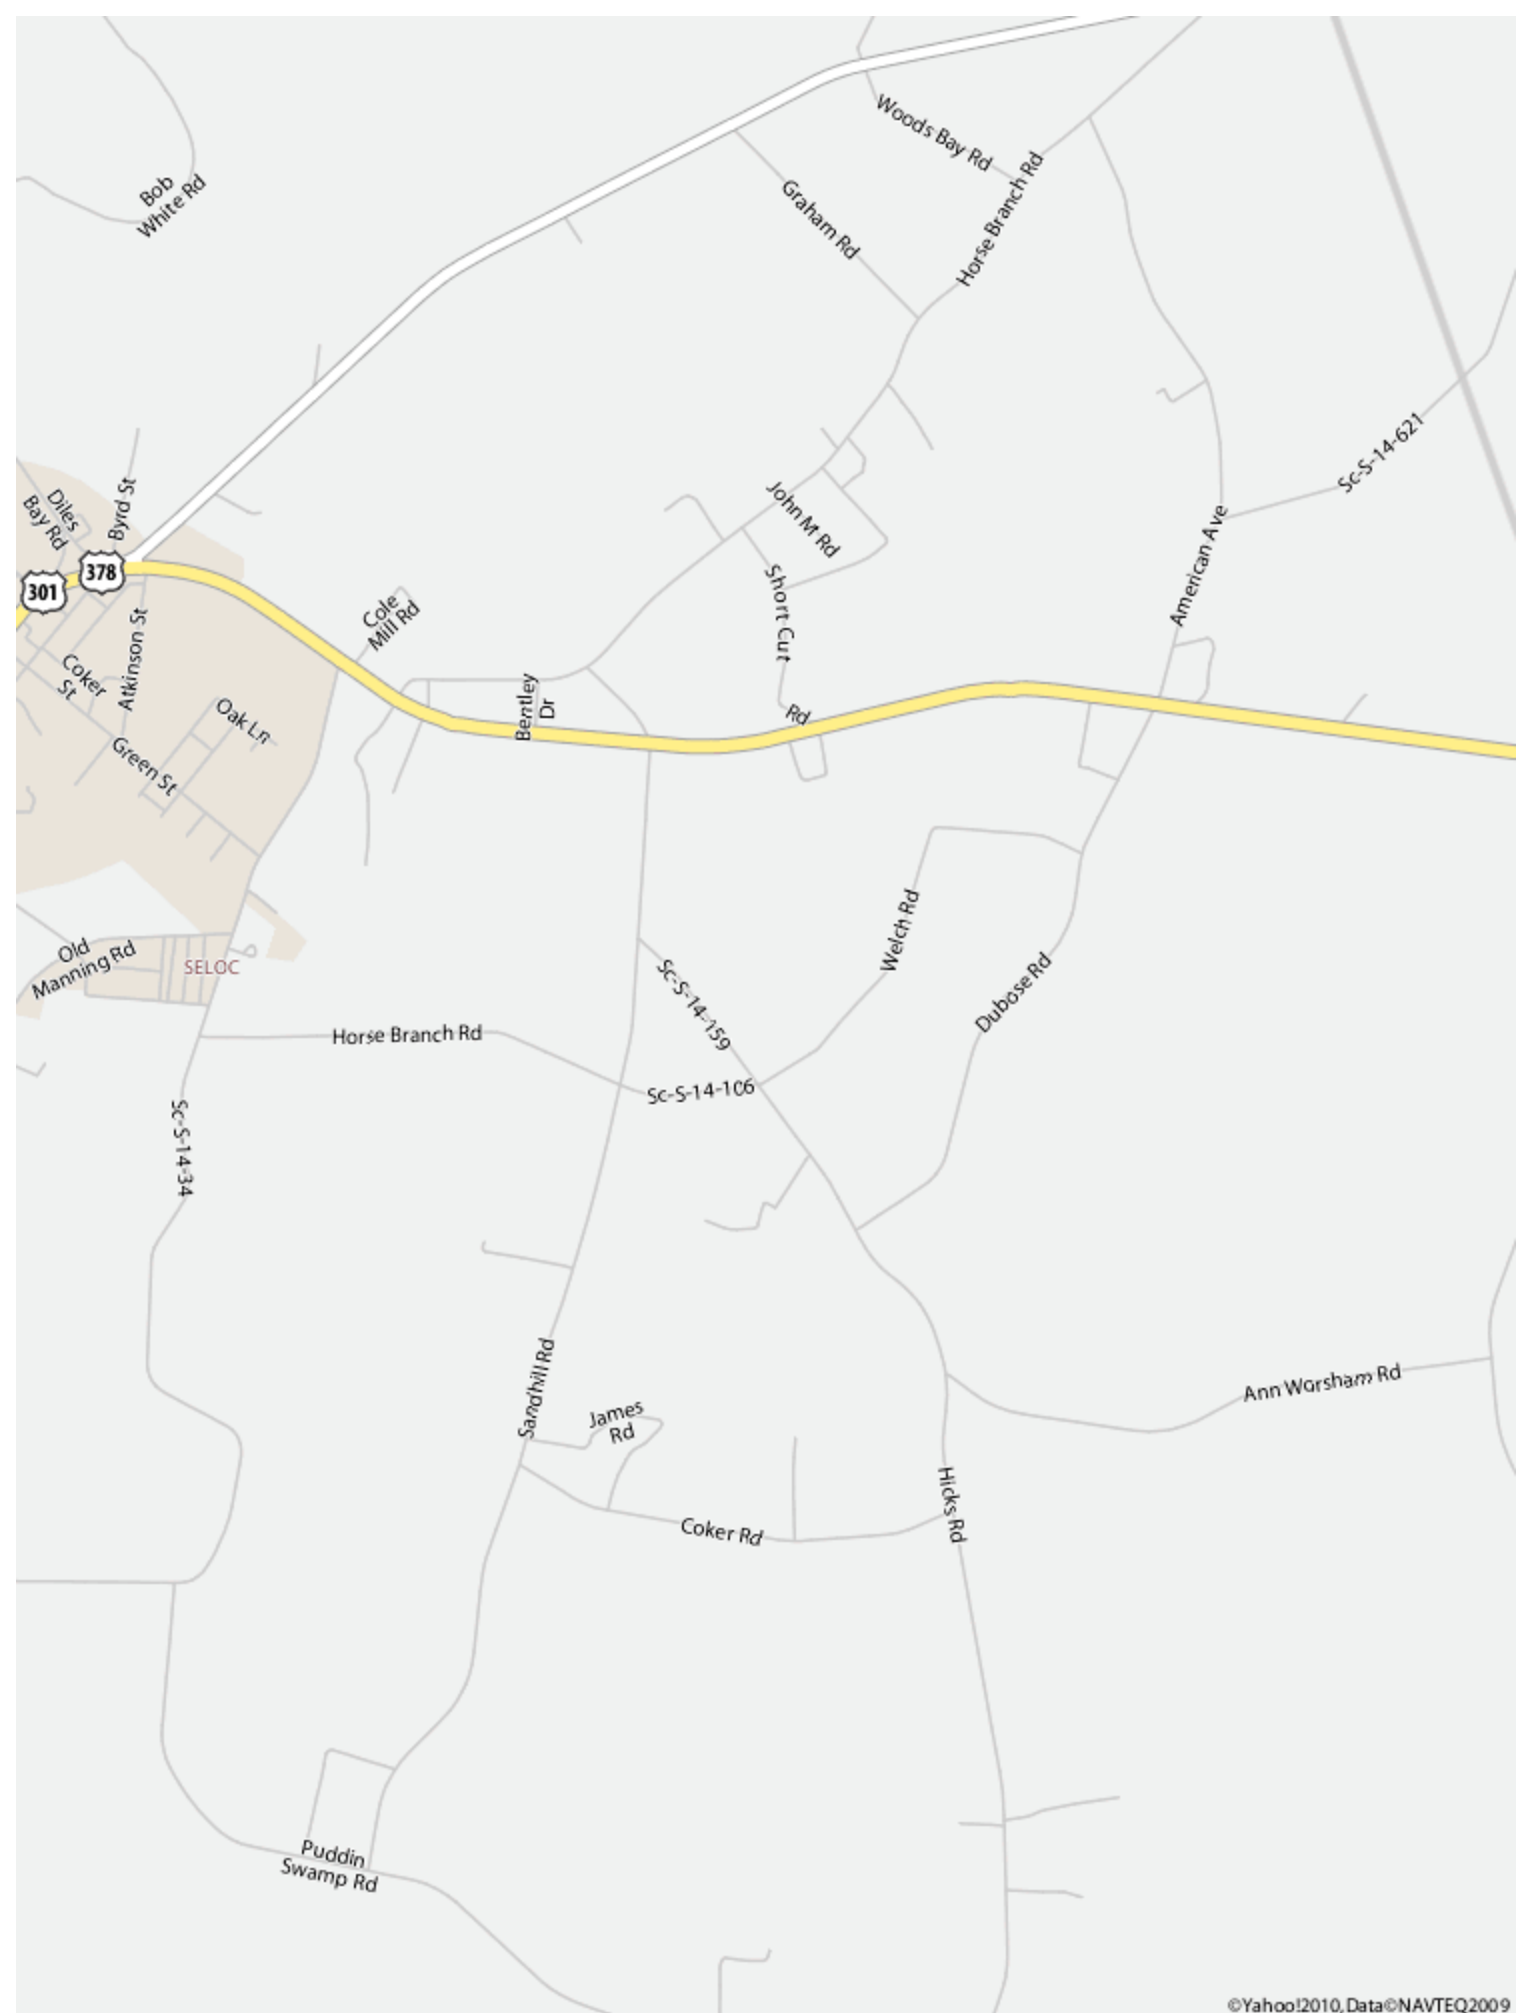 Woods Bay Rd
Bob
White Rd
Graham Rd
Horse Branch Rd
Sc-S-14-621
Diles
Bay Rd
Byrd St
John M Rd
American Ave
378
301
Short Cut
Rd
Cole
Mill Rd
Atkinson St
Coker
St
Bentley
Dr
Oak Ln
Green St
Welch Rd
Old
Manning Rd
SELOC
Sc-S-14-159
Dubose Rd
Horse Branch Rd
Sc-S-14-106
Sc-S-14-34
Sandhill Rd
Ann Worsham Rd
James
Rd
Hicks Rd
Coker Rd
Puddin
Swamp Rd
©Yahoo!2010, Data©NAVTEQ2009